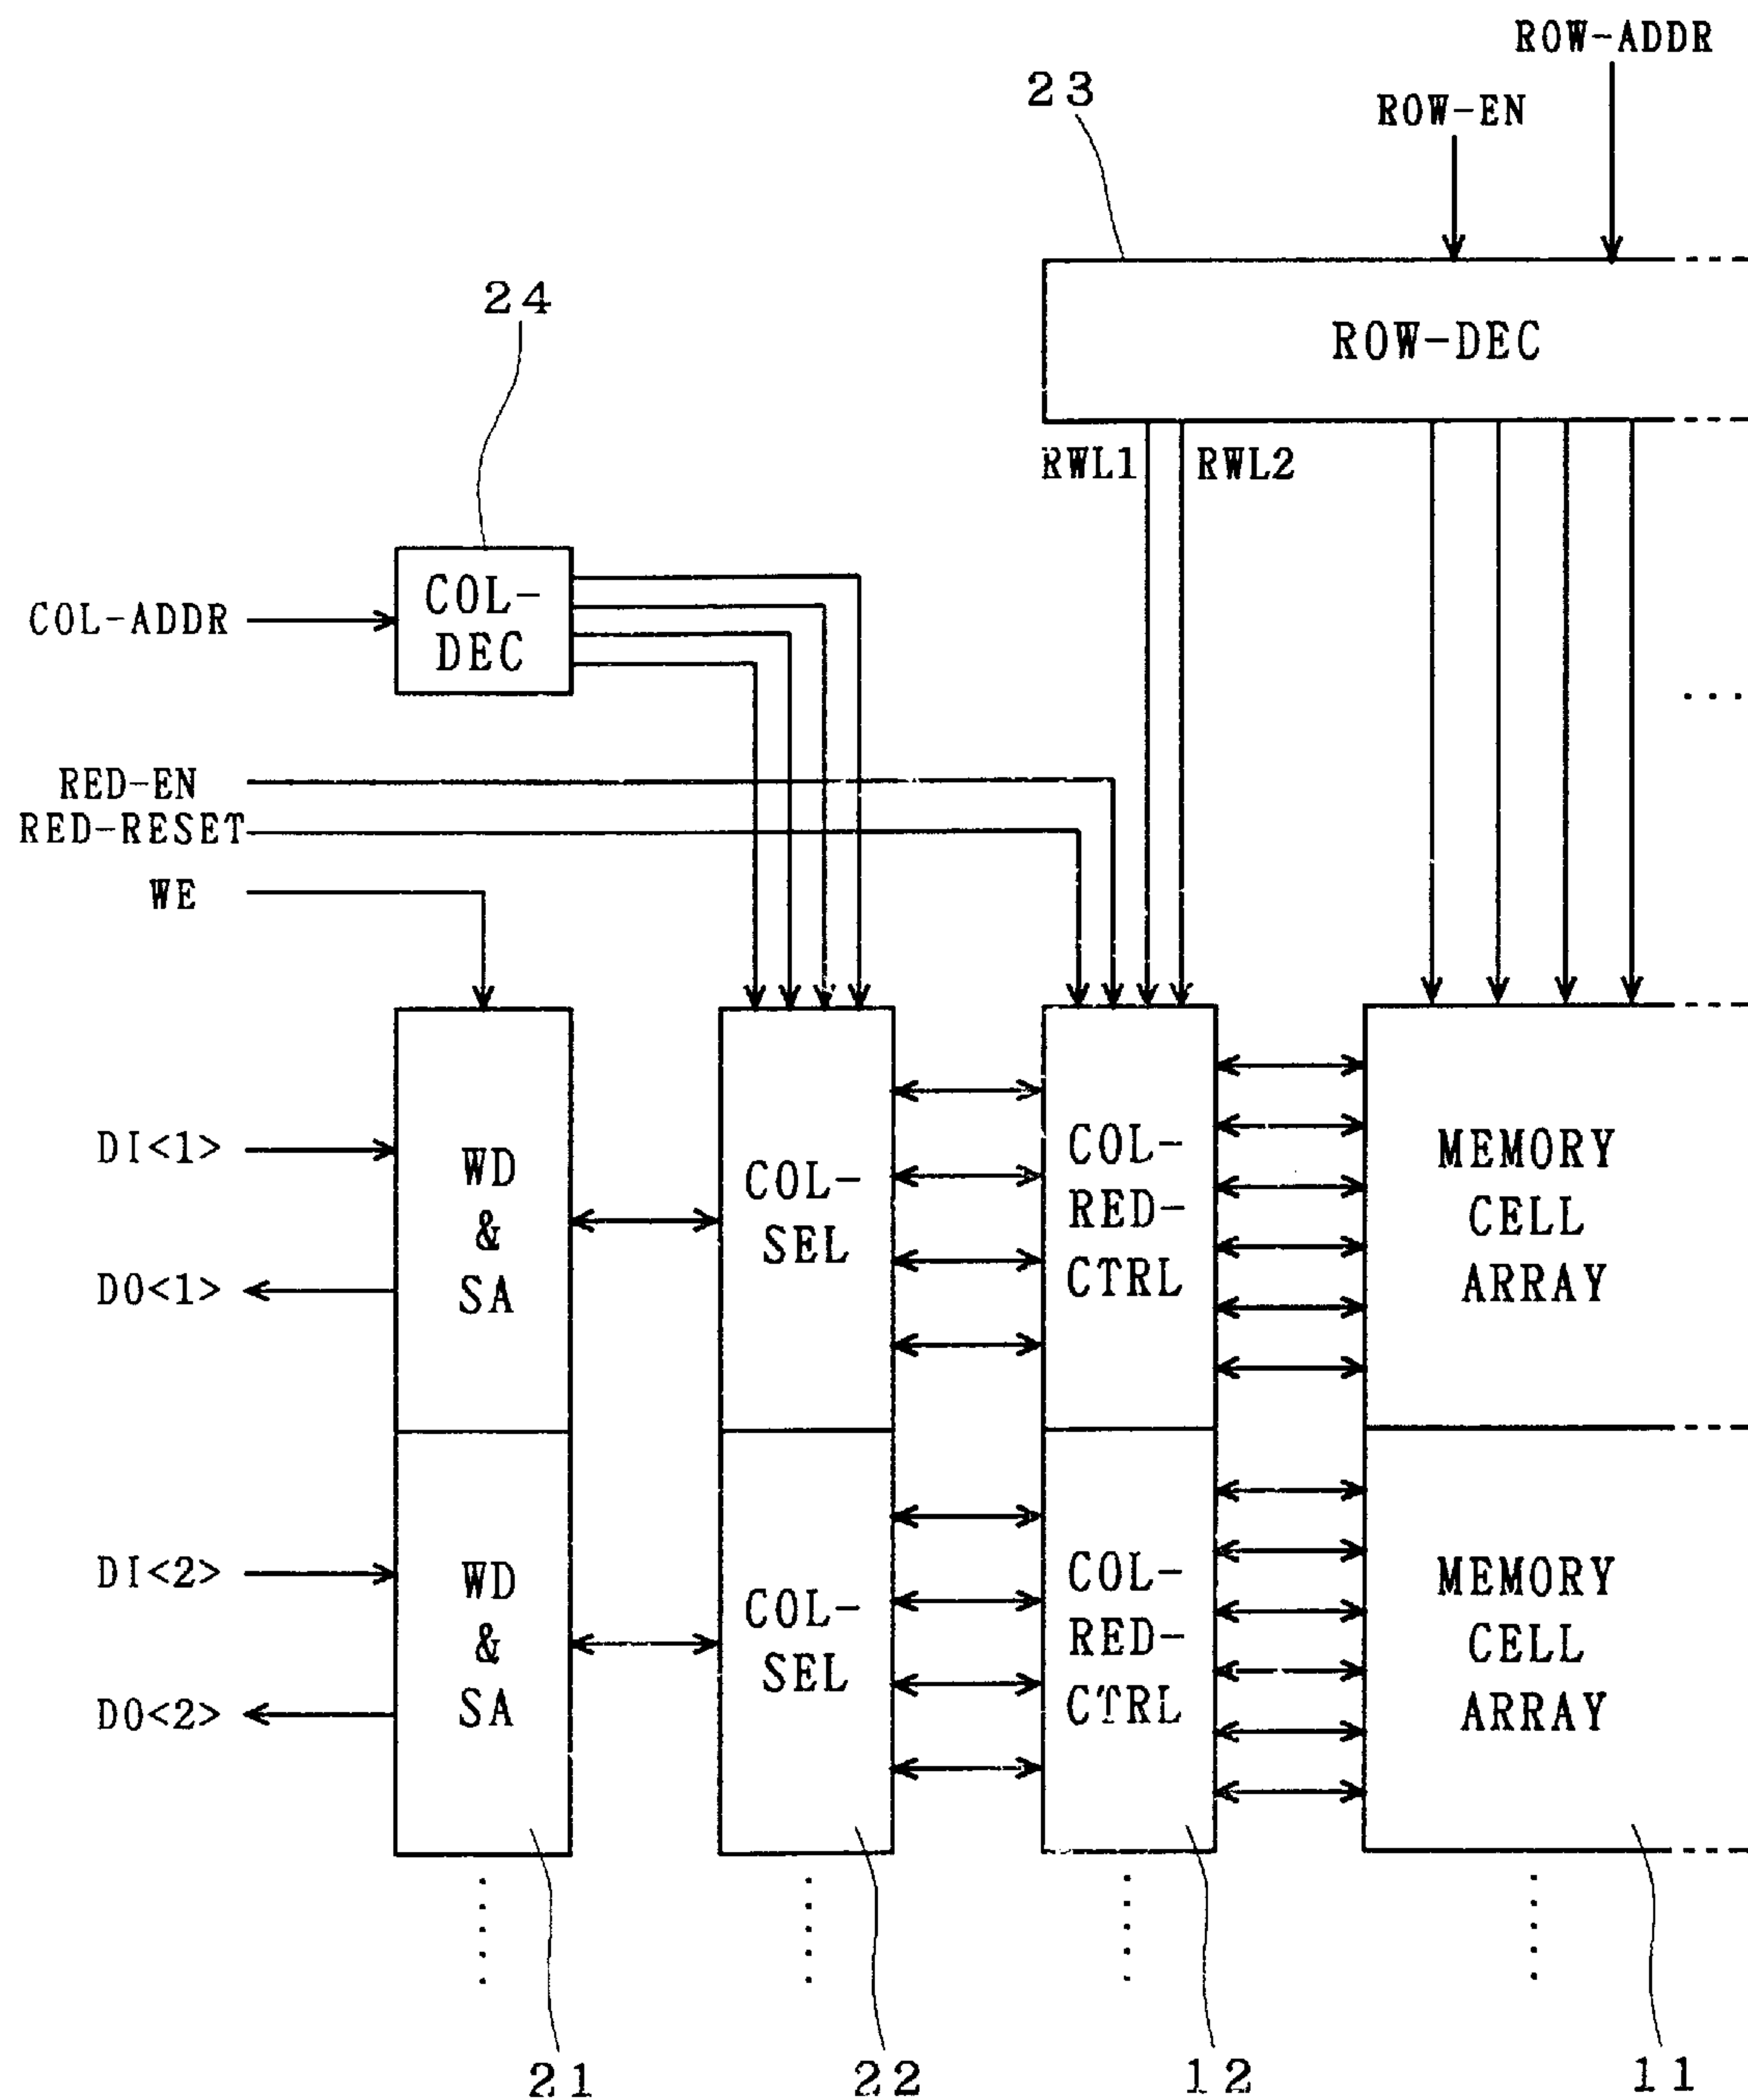 ROW-ADDR
23
ROW-EN
24
ROW-DEC
RWL1
RWL2
COL-
DEC
COL-ADDR
RED-EN
RED-RESET
WE
DI<1>
DO<1>
WD
&
SA
COL-
SEL
COL-
RED-
CTRL
MEMORY
CELL
ARRAY
DI<2>
DO<2>
WD
&
SA
COL-
SEL
COL-
RED-
CTRL
MEMORY
CELL
ARRAY
21
22
12
11